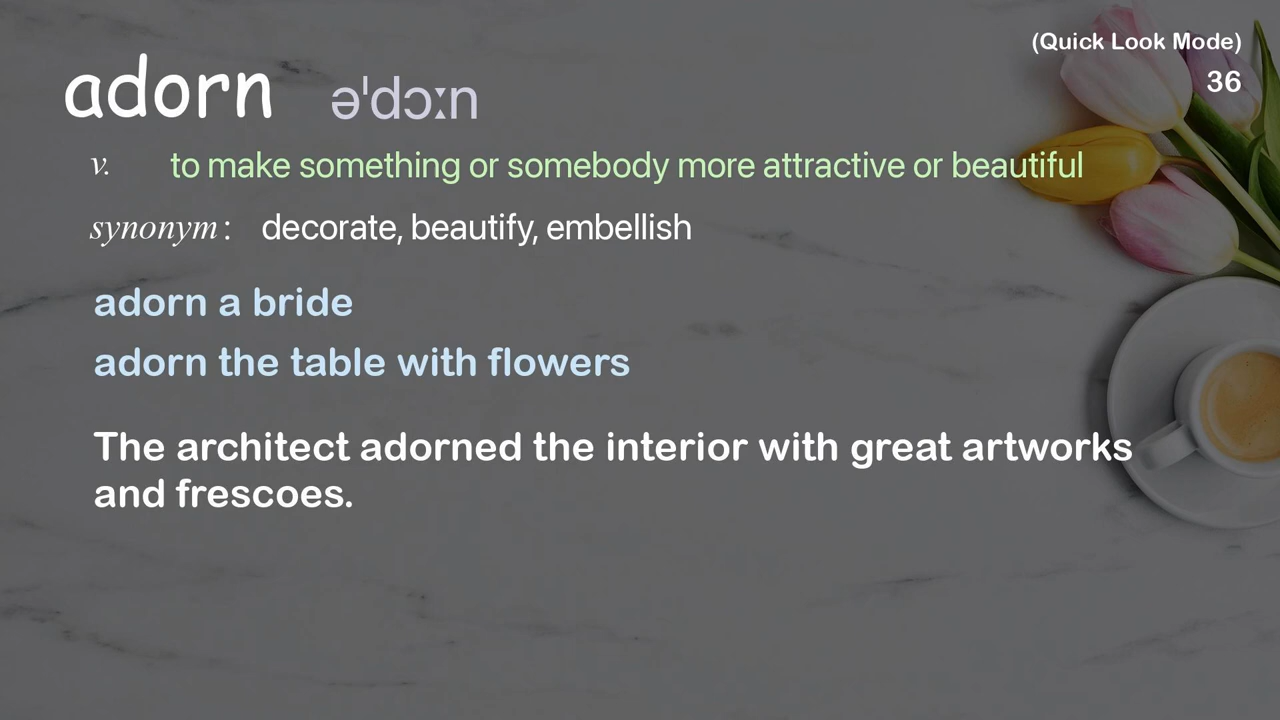 (Quick Look Mode)
36
adorn əˈdɔːn
v. to make something or somebody more attractive or beautiful
synonym : decorate, beautify, embellish
adorn a bride
adorn the table with flowers
The architect adorned the interior with great artworks
and frescoes.